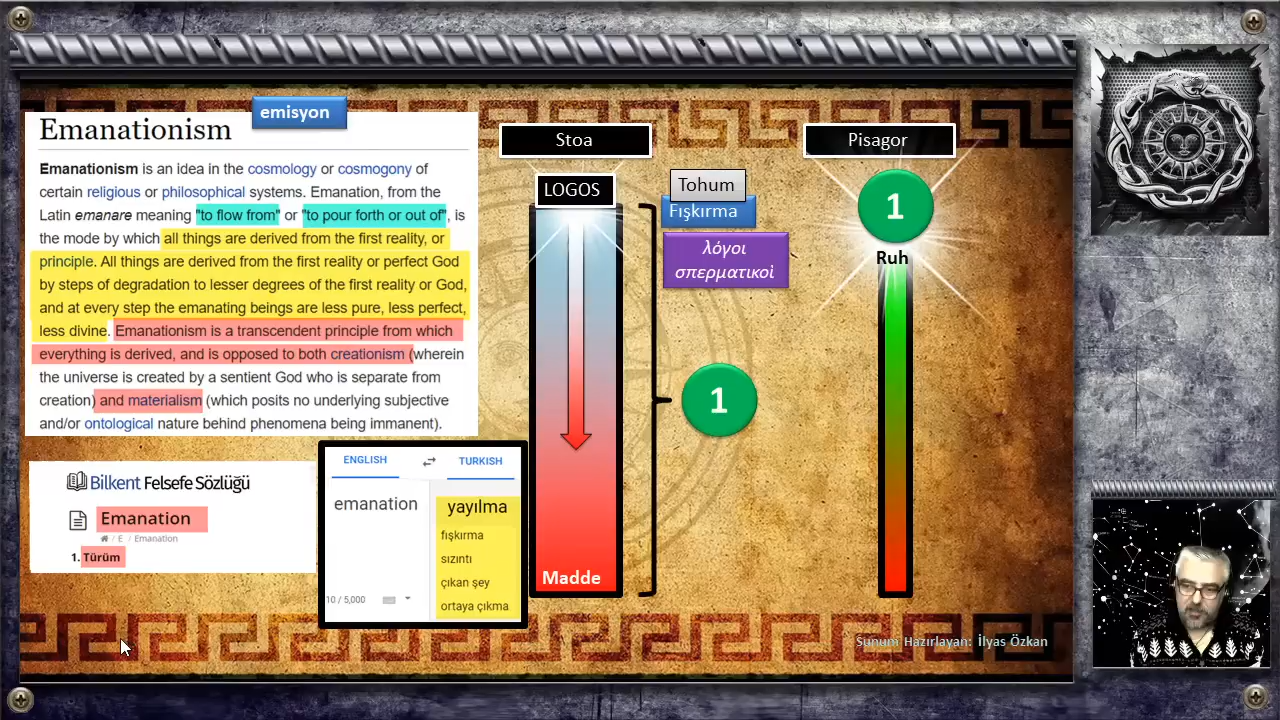 emisyon
Emanationism
Emanationism is an idea in the cosmology or cosmogony of
certain religious or philosophical systems. Emanation, from the
Latin emanare meaning "to flow from" or "to pour forth or out of", is
the mode by which all things are derived from the first reality, or
principle. All things are derived from the first reality or perfect God
by steps of degradation to lesser degrees of the first reality or God,
and at every step the emanating beings are less pure, less perfect,
less divine. Emanationism is a transcendent principle from which
everything is derived, and is opposed to both creationism (wherein
the universe is created by a sentient God who is separate from
creation) and materialism (which posits no underlying subjective
and/or ontological nature behind phenomena being immanent).
Bilkent Felsefe Sözlüğü
Emanation
/ E / Emanation
1. Türüm
ENGLISH
TURKISH
emanation
yayılma
fışkırma
sızıntı
çıkan şey
ortaya çıkma
10 / 5,000
Stoa
LOGOS
Madde
Tohum
Fışkırma
λόγοι
σπερματικοὶ
1
Pisagor
1
Ruh
Sunum Hazırlayan: İlyas Özkan